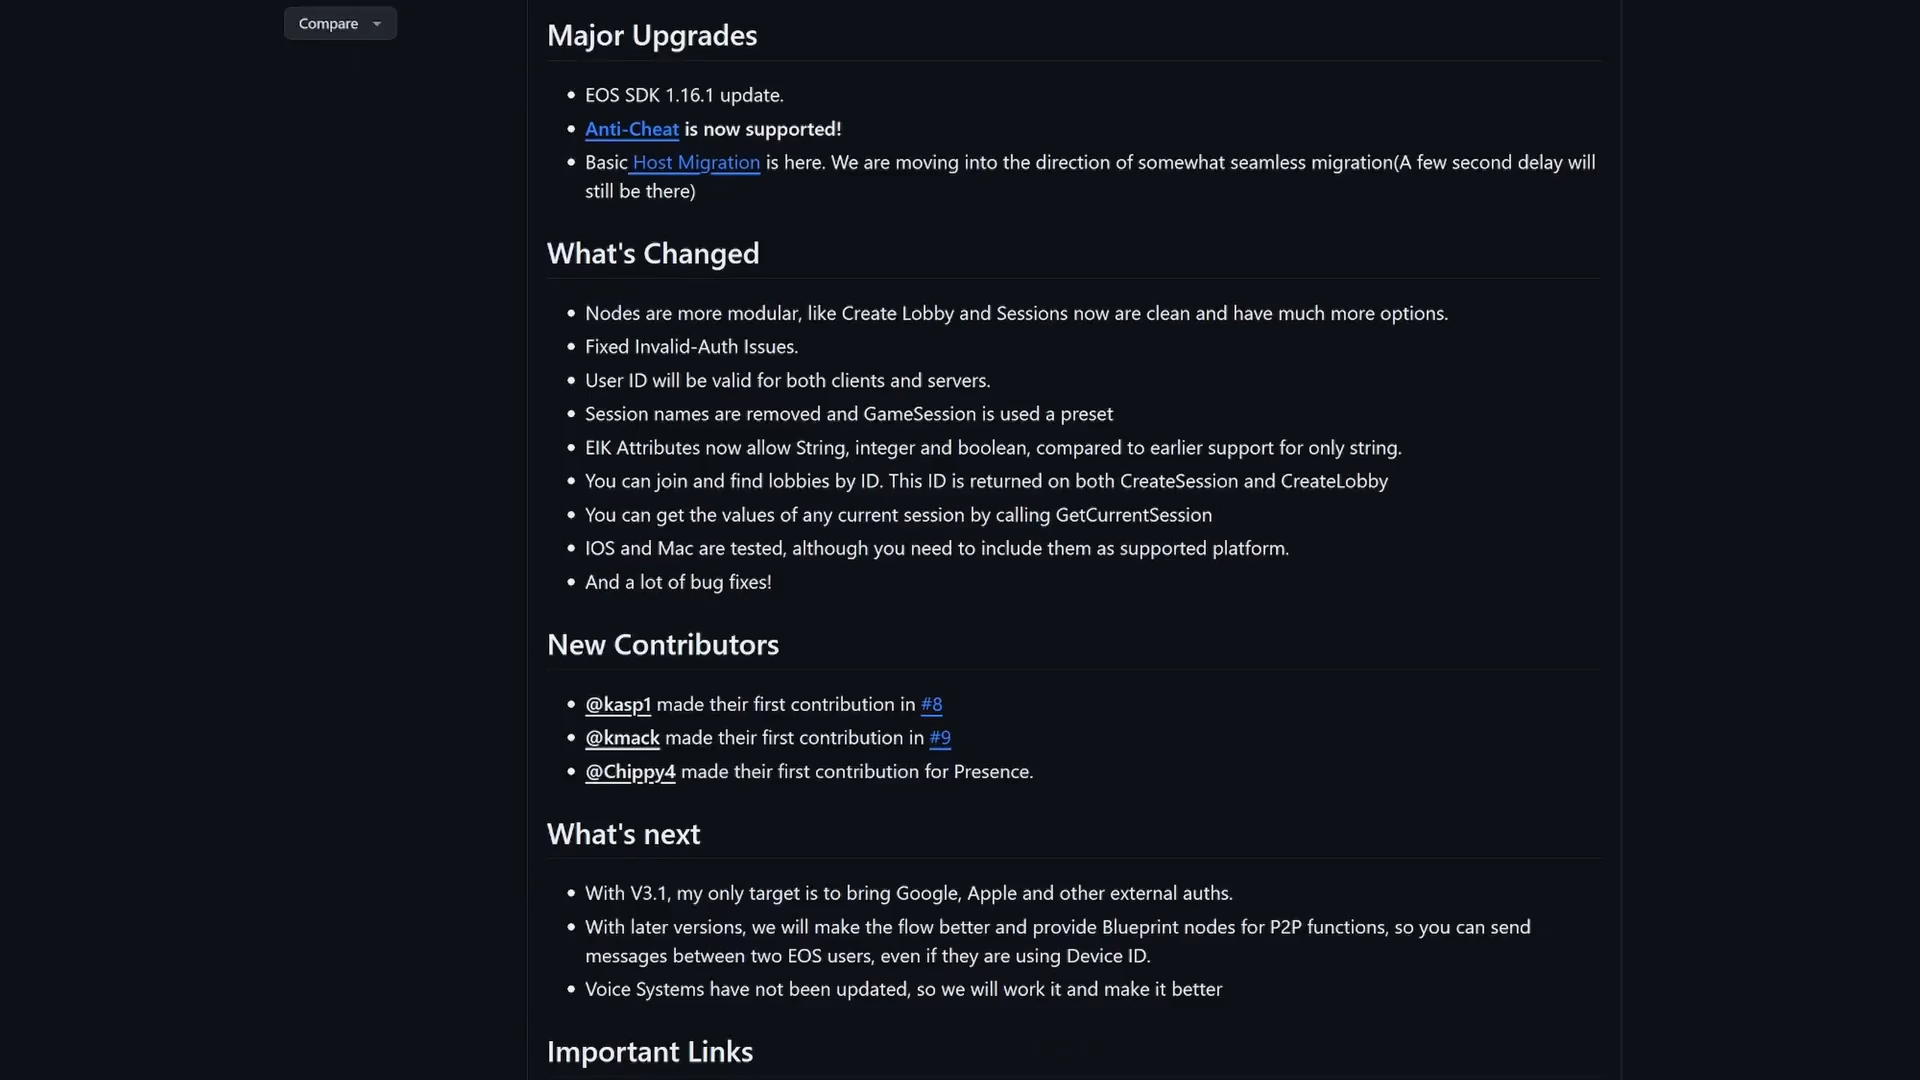 Compare
Major Upgrades
EOS SDK 1.16.1 update.
Anti-Cheat is now supported!
Basic Host Migration is here. We are moving into the direction of somewhat seamless migration(A few second delay will
still be there)
What's Changed
Nodes are more modular, like Create Lobby and Sessions now are clean and have much more options.
Fixed Invalid-Auth Issues.
User ID will be valid for both clients and servers.
Session names are removed and GameSession is used a preset
EIK Attributes now allow String, integer and boolean, compared to earlier support for only string.
You can join and find lobbies by ID. This ID is returned on both CreateSession and CreateLobby
You can get the values of any current session by calling GetCurrentSession
IOS and Mac are tested, although you need to include them as supported platform.
And a lot of bug fixes!
New Contributors
@kasp1 made their first contribution in #8
@kmack made their first contribution in #9
@Chippy4 made their first contribution for Presence.
What's next
With V3.1, my only target is to bring Google, Apple and other external auths.
With later versions, we will make the flow better and provide Blueprint nodes for P2P functions, so you can send
messages between two EOS users, even if they are using Device ID.
Voice Systems have not been updated, so we will work it and make it better
Important Links